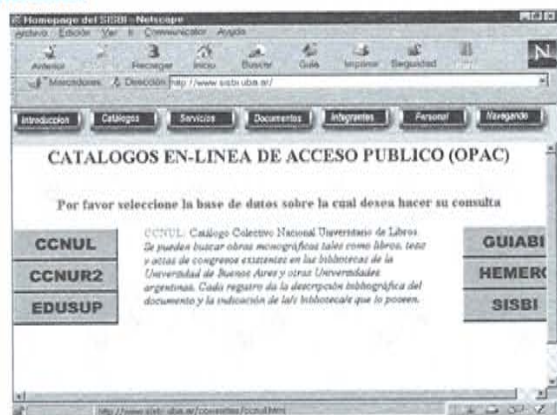 Homepage del SISBI - Netscape
Archivo Edición Ver Ir Communicator Ayuda
Anterior Recargar Inicio Buscar Guía Imprimir Seguridad
Marcadores Dirección http://www.sisbi.uba.ar/
Introduccion Catálogos Servicios Documentos Integrantes Personal Navegando
CATALOGOS EN-LINEA DE ACCESO PUBLICO (OPAC)
Por favor seleccione la base de datos sobre la cual desea hacer su consulta
CCNUL
CCNUR2
EDUSUP
CCNUL: Catálogo Colectivo Nacional Universitario de Libros.
Se pueden buscar obras monográficas tales como libros, tesis
y actas de congresos existentes en las bibliotecas de la
Universidad de Buenos Aires y otras Universidades
argentinas. Cada registro da la descripción bibliográfica del
documento y la indicación de la/s biblioteca/s que lo poseen.
GUIABI
HEMERO
SISBI